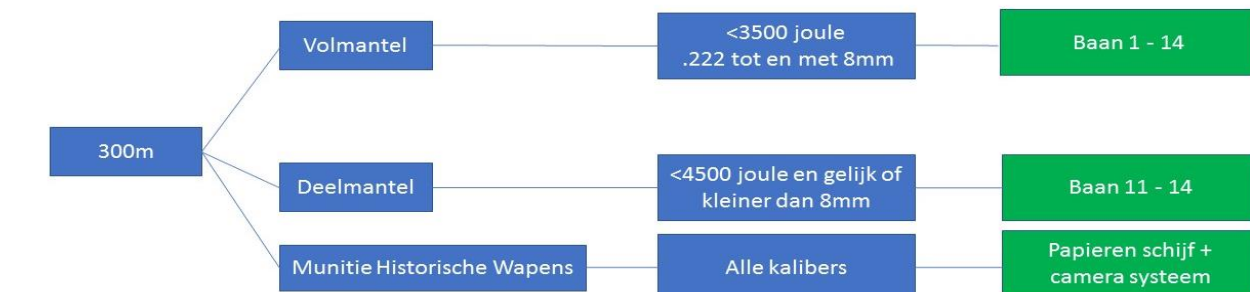 Volmantel
<3500 joule
.222 tot en met 8mm
Baan 1 - 14
300m
Deelmantel
<4500 joule en gelijk of
kleiner dan 8mm
Baan 11 - 14
Munitie Historische Wapens
Alle kalibers
Papieren schijf +
camera systeem